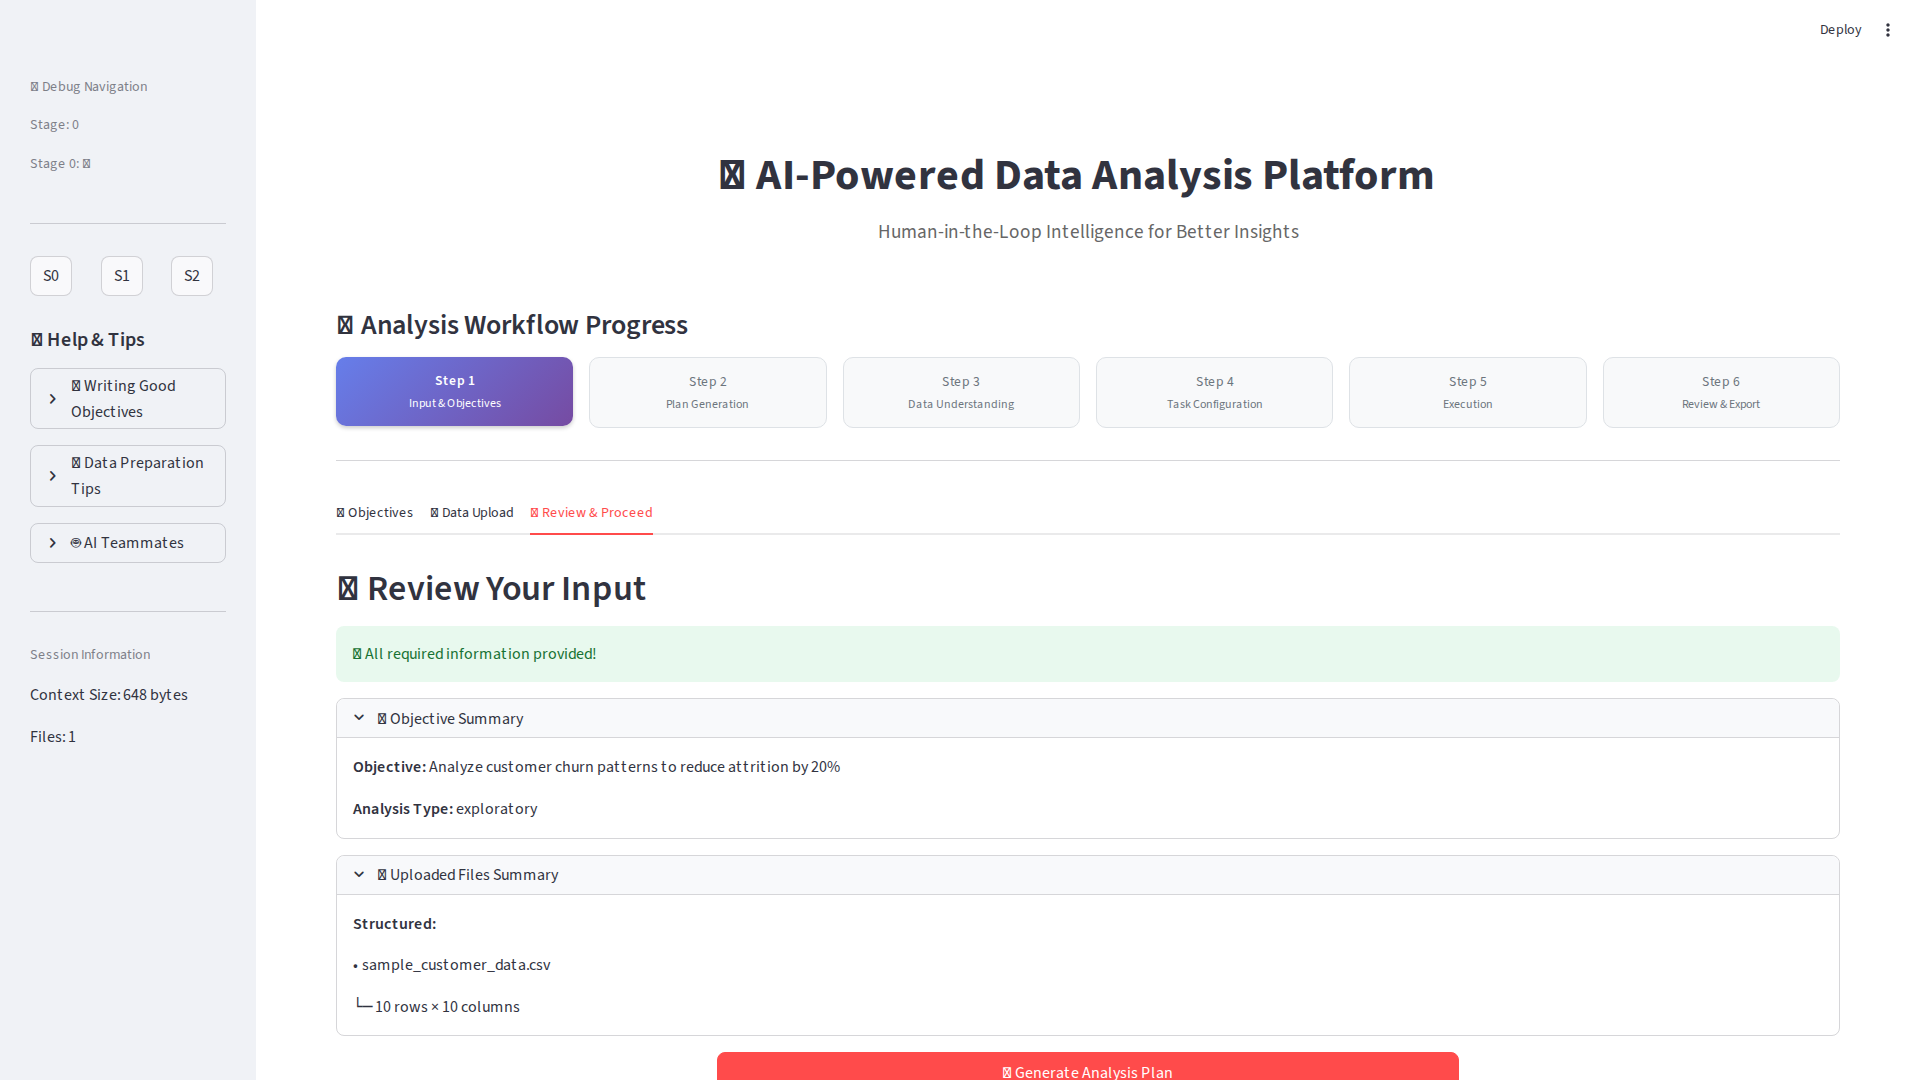 Deploy
Debug Navigation
Stage: 0
Stage 0:
S0
S1
S2
Help & Tips
Writing Good
Objectives
Data Preparation
Tips
AI Teammates
Session Information
Context Size: 648 bytes
Files: 1
AI-Powered Data Analysis Platform
Human-in-the-Loop Intelligence for Better Insights
Analysis Workflow Progress
Step 1
Input & Objectives
Step 2
Plan Generation
Step 3
Data Understanding
Step 4
Task Configuration
Step 5
Execution
Step 6
Review & Export
Objectives
Data Upload
Review & Proceed
Review Your Input
All required information provided!
Objective Summary
Objective: Analyze customer churn patterns to reduce attrition by 20%
Analysis Type: exploratory
Uploaded Files Summary
Structured:
• sample_customer_data.csv
└─ 10 rows × 10 columns
Generate Analysis Plan